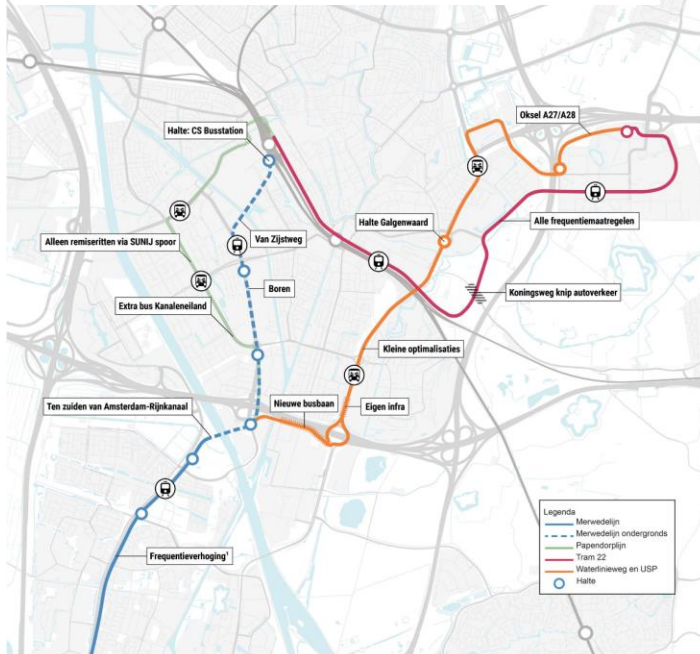 Oksel A27/A28
Halte: CS Busstation
Halte Galgenwaard
Alle frequentiemaatregelen
Van Zijstweg
Alleen remiseritten via SUNIJ spoor
Boren
Koningsweg knip autoverkeer
Extra bus Kanaleneiland
Kleine optimalisaties
Nieuwe busbaan
Eigen infra
Ten zuiden van Amsterdam-Rijnkanaal
Frequentieverhoging¹
Legenda
Merwedelijn
Merwedelijn ondergronds
Papendorplijn
Tram 22
Waterlinieweg en USP
Halte